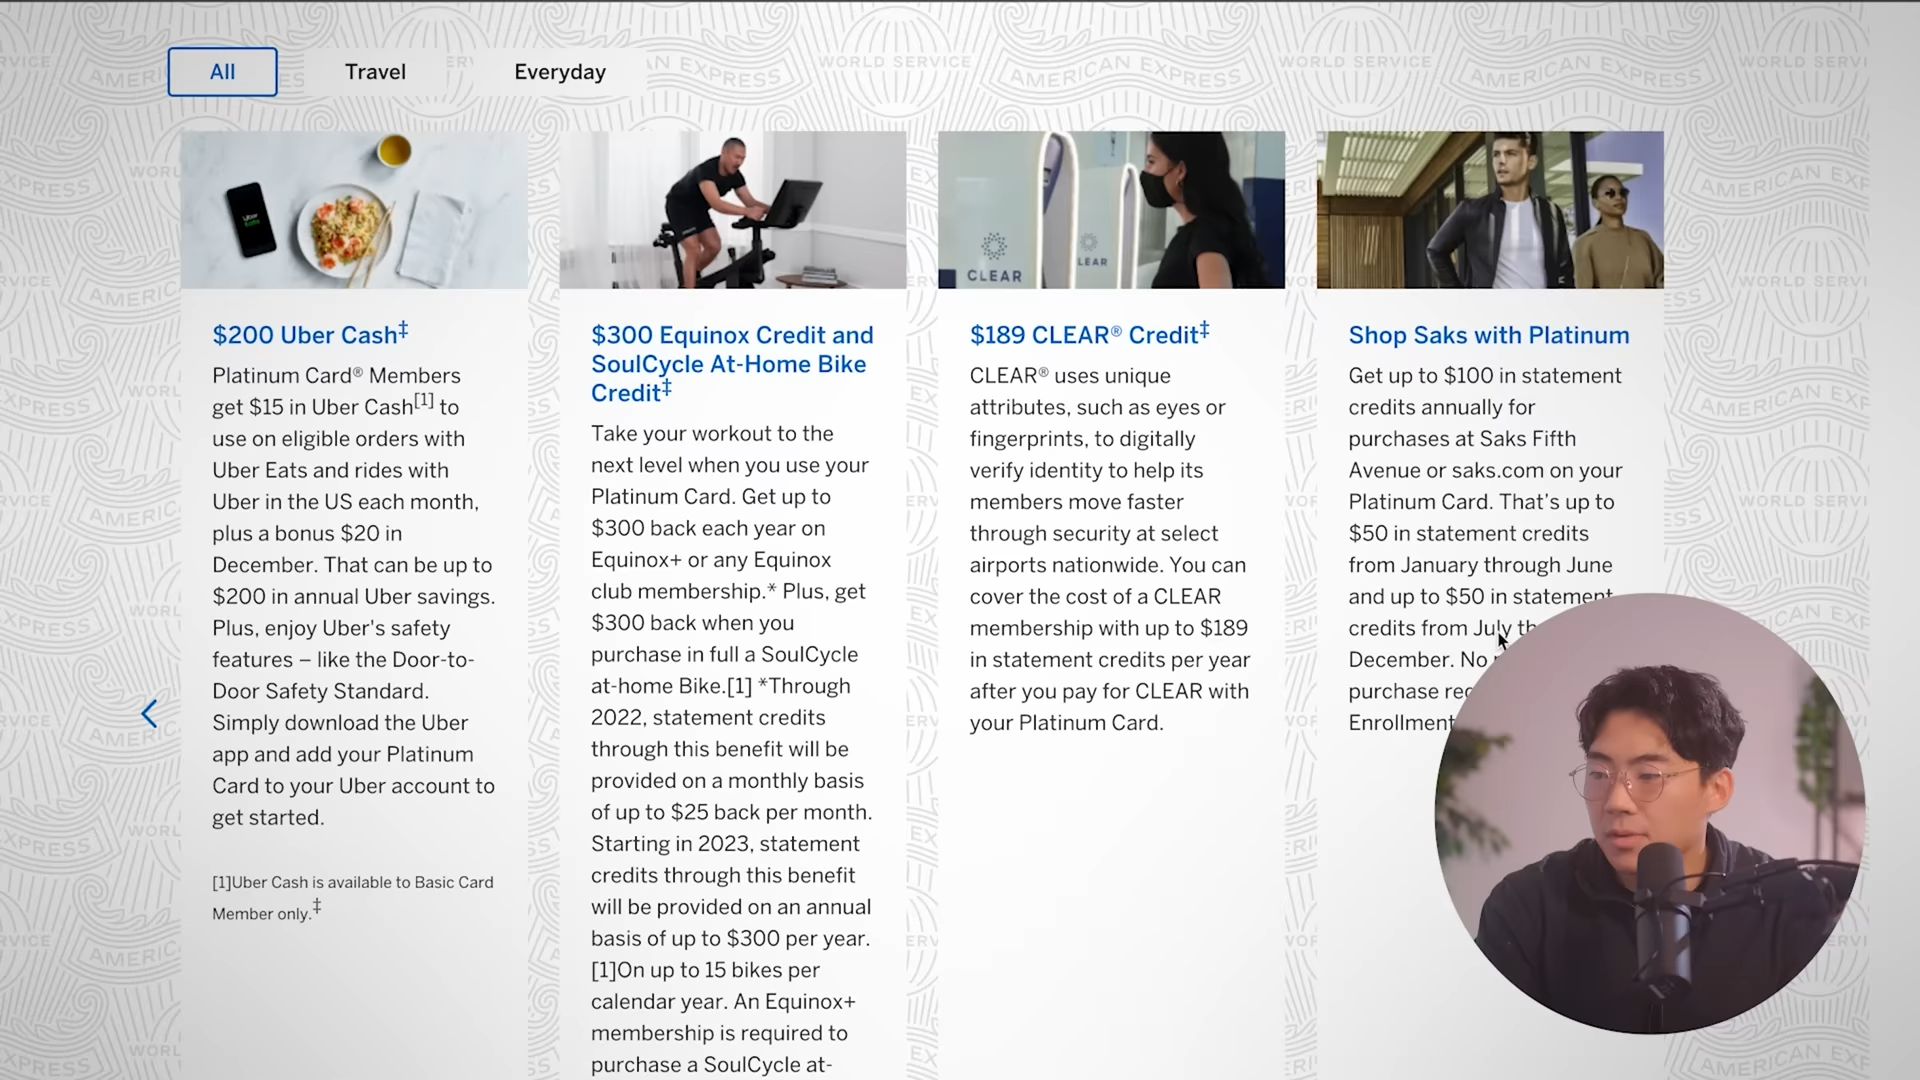 All
Travel
Everyday
Uber
Eats
CLEAR
LEAR
$200 Uber Cash‡
Platinum Card® Members
get $15 in Uber Cash[1] to
use on eligible orders with
Uber Eats and rides with
Uber in the US each month,
plus a bonus $20 in
December. That can be up to
$200 in annual Uber savings.
Plus, enjoy Uber's safety
features – like the Door-to-
Door Safety Standard.
Simply download the Uber
app and add your Platinum
Card to your Uber account to
get started.
[1]Uber Cash is available to Basic Card
Member only.‡
$300 Equinox Credit and
SoulCycle At-Home Bike
Credit‡
Take your workout to the
next level when you use your
Platinum Card. Get up to
$300 back each year on
Equinox+ or any Equinox
club membership.* Plus, get
$300 back when you
purchase in full a SoulCycle
at-home Bike.[1] *Through
2022, statement credits
through this benefit will be
provided on a monthly basis
of up to $25 back per month.
Starting in 2023, statement
credits through this benefit
will be provided on an annual
basis of up to $300 per year.
[1]On up to 15 bikes per
calendar year. An Equinox+
membership is required to
purchase a SoulCycle at-
$189 CLEAR® Credit‡
CLEAR® uses unique
attributes, such as eyes or
fingerprints, to digitally
verify identity to help its
members move faster
through security at select
airports nationwide. You can
cover the cost of a CLEAR
membership with up to $189
in statement credits per year
after you pay for CLEAR with
your Platinum Card.
Shop Saks with Platinum
Get up to $100 in statement
credits annually for
purchases at Saks Fifth
Avenue or saks.com on your
Platinum Card. That's up to
$50 in statement credits
from January through June
and up to $50 in statement
credits from July
December. No
purchase
Enrollment
WORLD SERVICE
AMERICAN EXPRESS